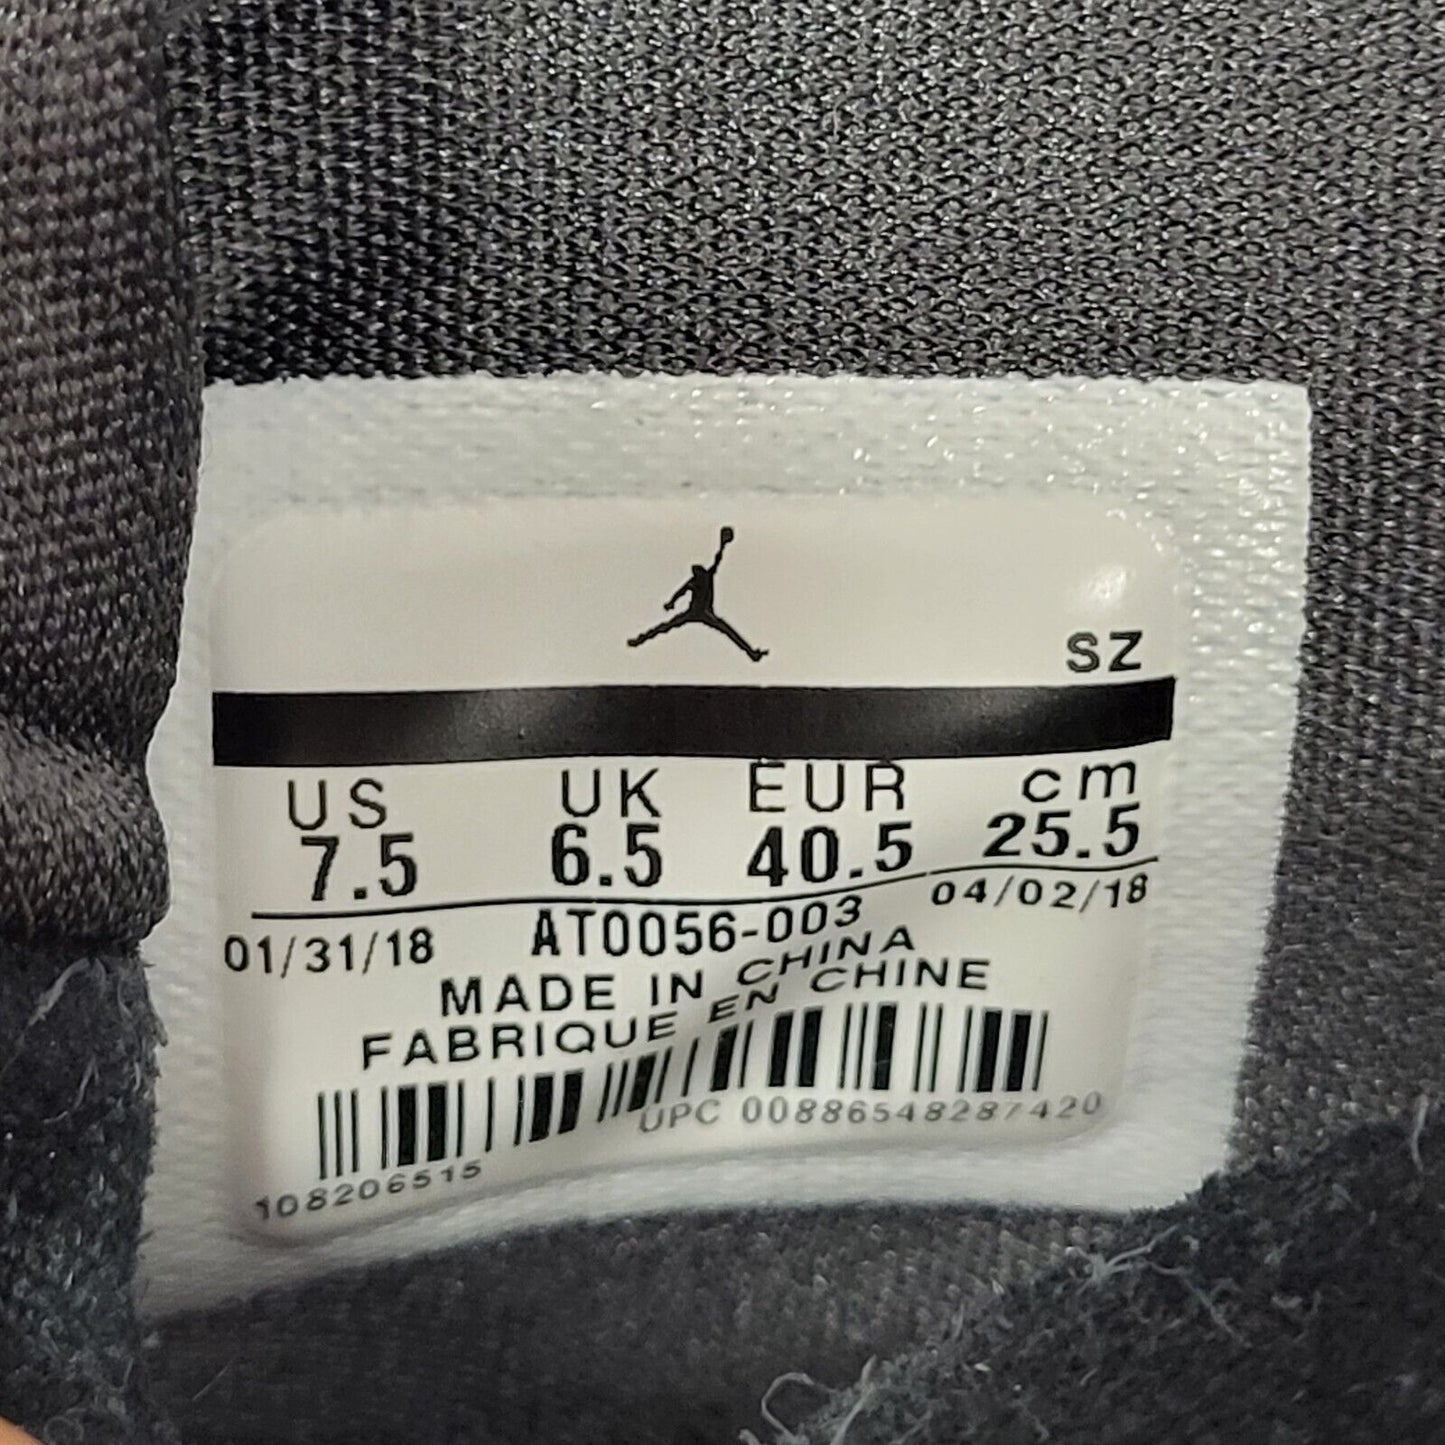 SZ
US UK EUR cm
7.5 6.5 40.5 25.5
01/31/18 AT0056-003 04/02/18
MADE IN CHINA
FABRIQUE EN CHINE
UPC 00886548287420
108206515